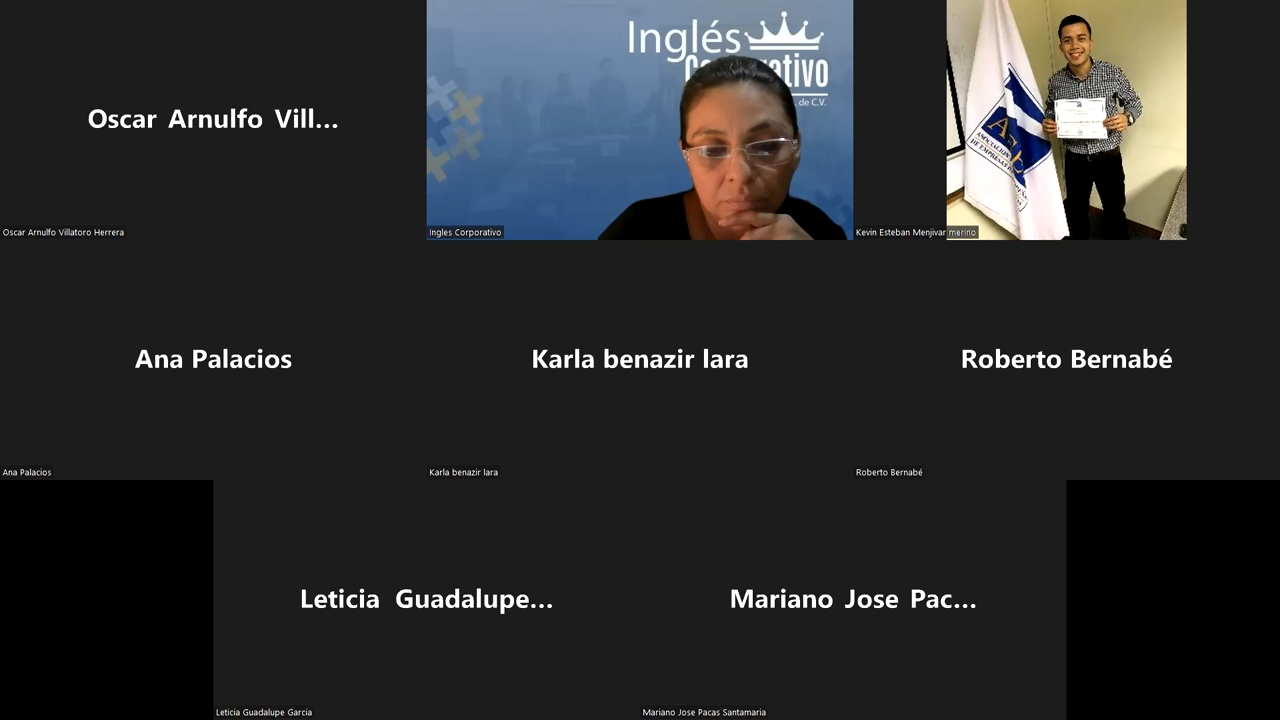 Oscar Arnulfo Vill...
Oscar Arnulfo Villatoro Herrera
Inglés
de C.V.
Ingles Corporativo
Kevin Esteban Menjivar merino
Ana Palacios
Ana Palacios
Karla benazir lara
Karla benazir lara
Roberto Bernabé
Roberto Bernabé
Leticia Guadalupe...
Leticia Guadalupe Garcia
Mariano Jose Pac...
Mariano Jose Pacas Santamaria